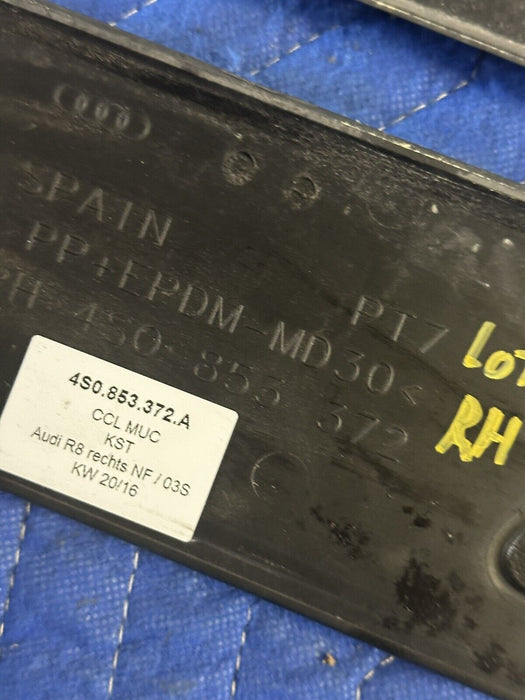 SPAIN
PP+EPDM-MD30<
PT7
RH 4S0 853 372
LOT
RH
4S0.853.372.A
CCL MUC
KST
Audi R8 rechts NF / 03S
KW 20/16